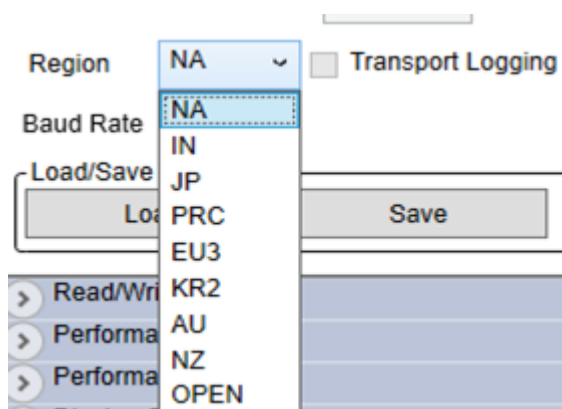 Region NA Transport Logging
NA
Baud Rate
IN
Load/Save
JP
PRC Save
EU3
Read/Wri KR2
Performa AU
NZ
Performa
OPEN